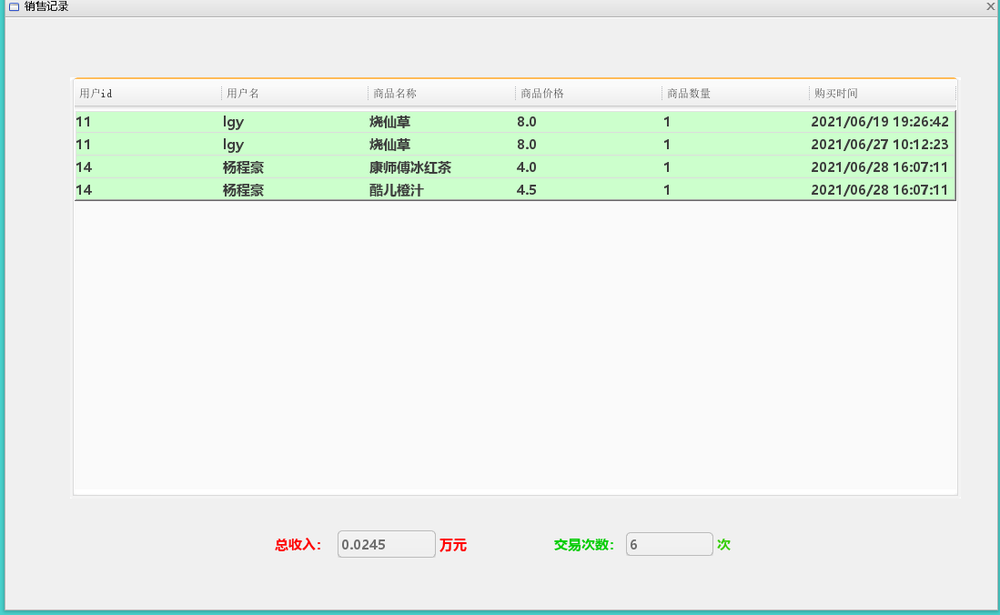 销售记录
用户id 用户名 商品名称 商品价格 商品数量 购买时间
11 lgy 烧仙草 8.0 1 2021/06/19 19:26:42
11 lgy 烧仙草 8.0 1 2021/06/27 10:12:23
14 杨程豪 康师傅冰红茶 4.0 1 2021/06/28 16:07:11
14 杨程豪 酷儿橙汁 4.5 1 2021/06/28 16:07:11
总收入： 0.0245 万元 交易次数： 6 次